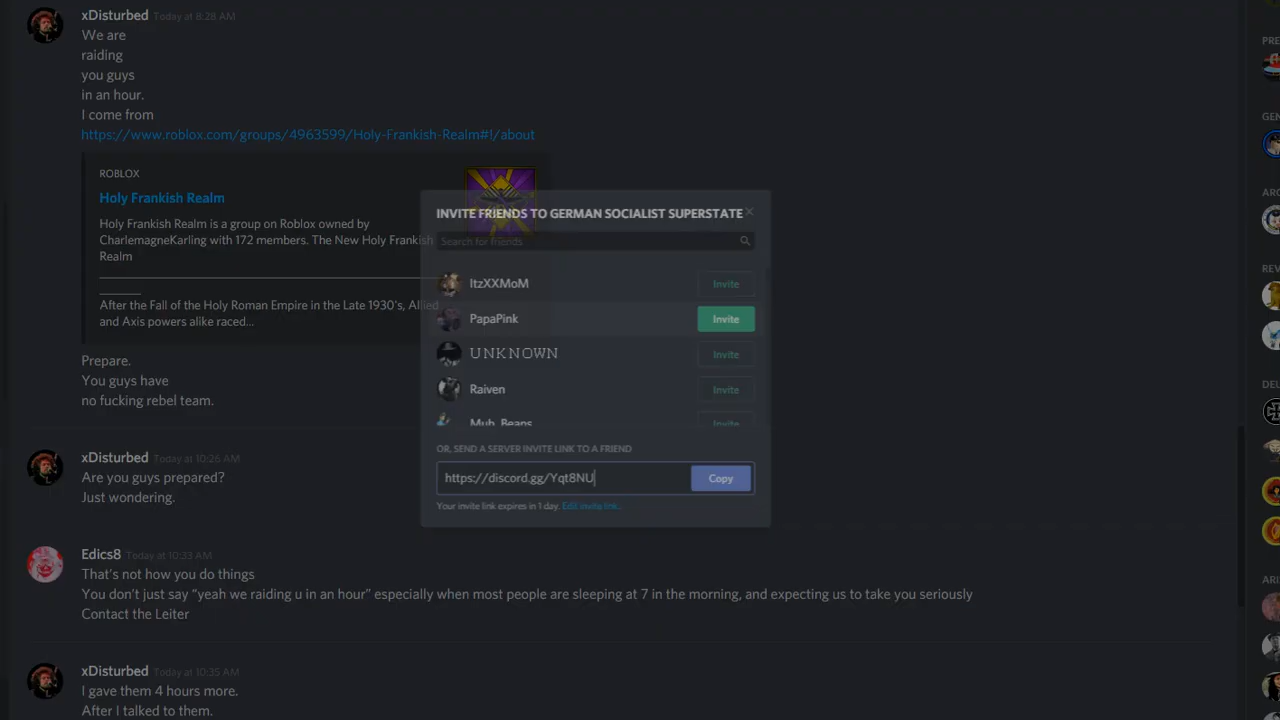 xDisturbed Today at 8:28 AM
We are
raiding
you guys
in an hour.
I come from
https://www.roblox.com/groups/4963599/Holy-Frankish-Realm#!/about
ROBLOX
Holy Frankish Realm
Holy Frankish Realm is a group on Roblox owned by
CharlemagneKarling with 172 members. The New Holy Frankish
Realm
After the Fall of the Holy Roman Empire in the Late 1930's, Allied
and Axis powers alike raced...
Prepare.
You guys have
no fucking rebel team.
xDisturbed Today at 10:26 AM
Are you guys prepared?
Just wondering.
Edics8 Today at 10:33 AM
That's not how you do things
You don't just say "yeah we raiding u in an hour" especially when most people are sleeping at 7 in the morning, and expecting us to take you seriously
Contact the Leiter
xDisturbed Today at 10:35 AM
I gave them 4 hours more.
After I talked to them.
INVITE FRIENDS TO GERMAN SOCIALIST SUPERSTATE
Search for friends
ItzXXMoM Invite
PapaPink Invite
UNKNOWN Invite
Raiven Invite
Muh_Beans Invite
OR, SEND A SERVER INVITE LINK TO A FRIEND
https://discord.gg/Yqt8NU Copy
Your invite link expires in 1 day. Edit invite link.
PRE
GEN
ARC
REV
DEL
ARI